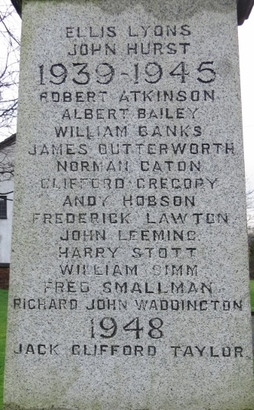 ELLIS LYONS
JOHN HURST
1939-1945
ROBERT ATKINSON
ALBERT BAILEY
WILLIAM BANKS
JAMES BUTTERWORTH
NORMAN CATON
CLIFFORD GREGORY
ANDY HOBSON
FREDERICK LAWTON
JOHN LEEMING
HARRY STOTT
WILLIAM SIMM
FRED SMALLMAN
RICHARD JOHN WADDINGTON
1948
JACK CLIFFORD TAYLOR